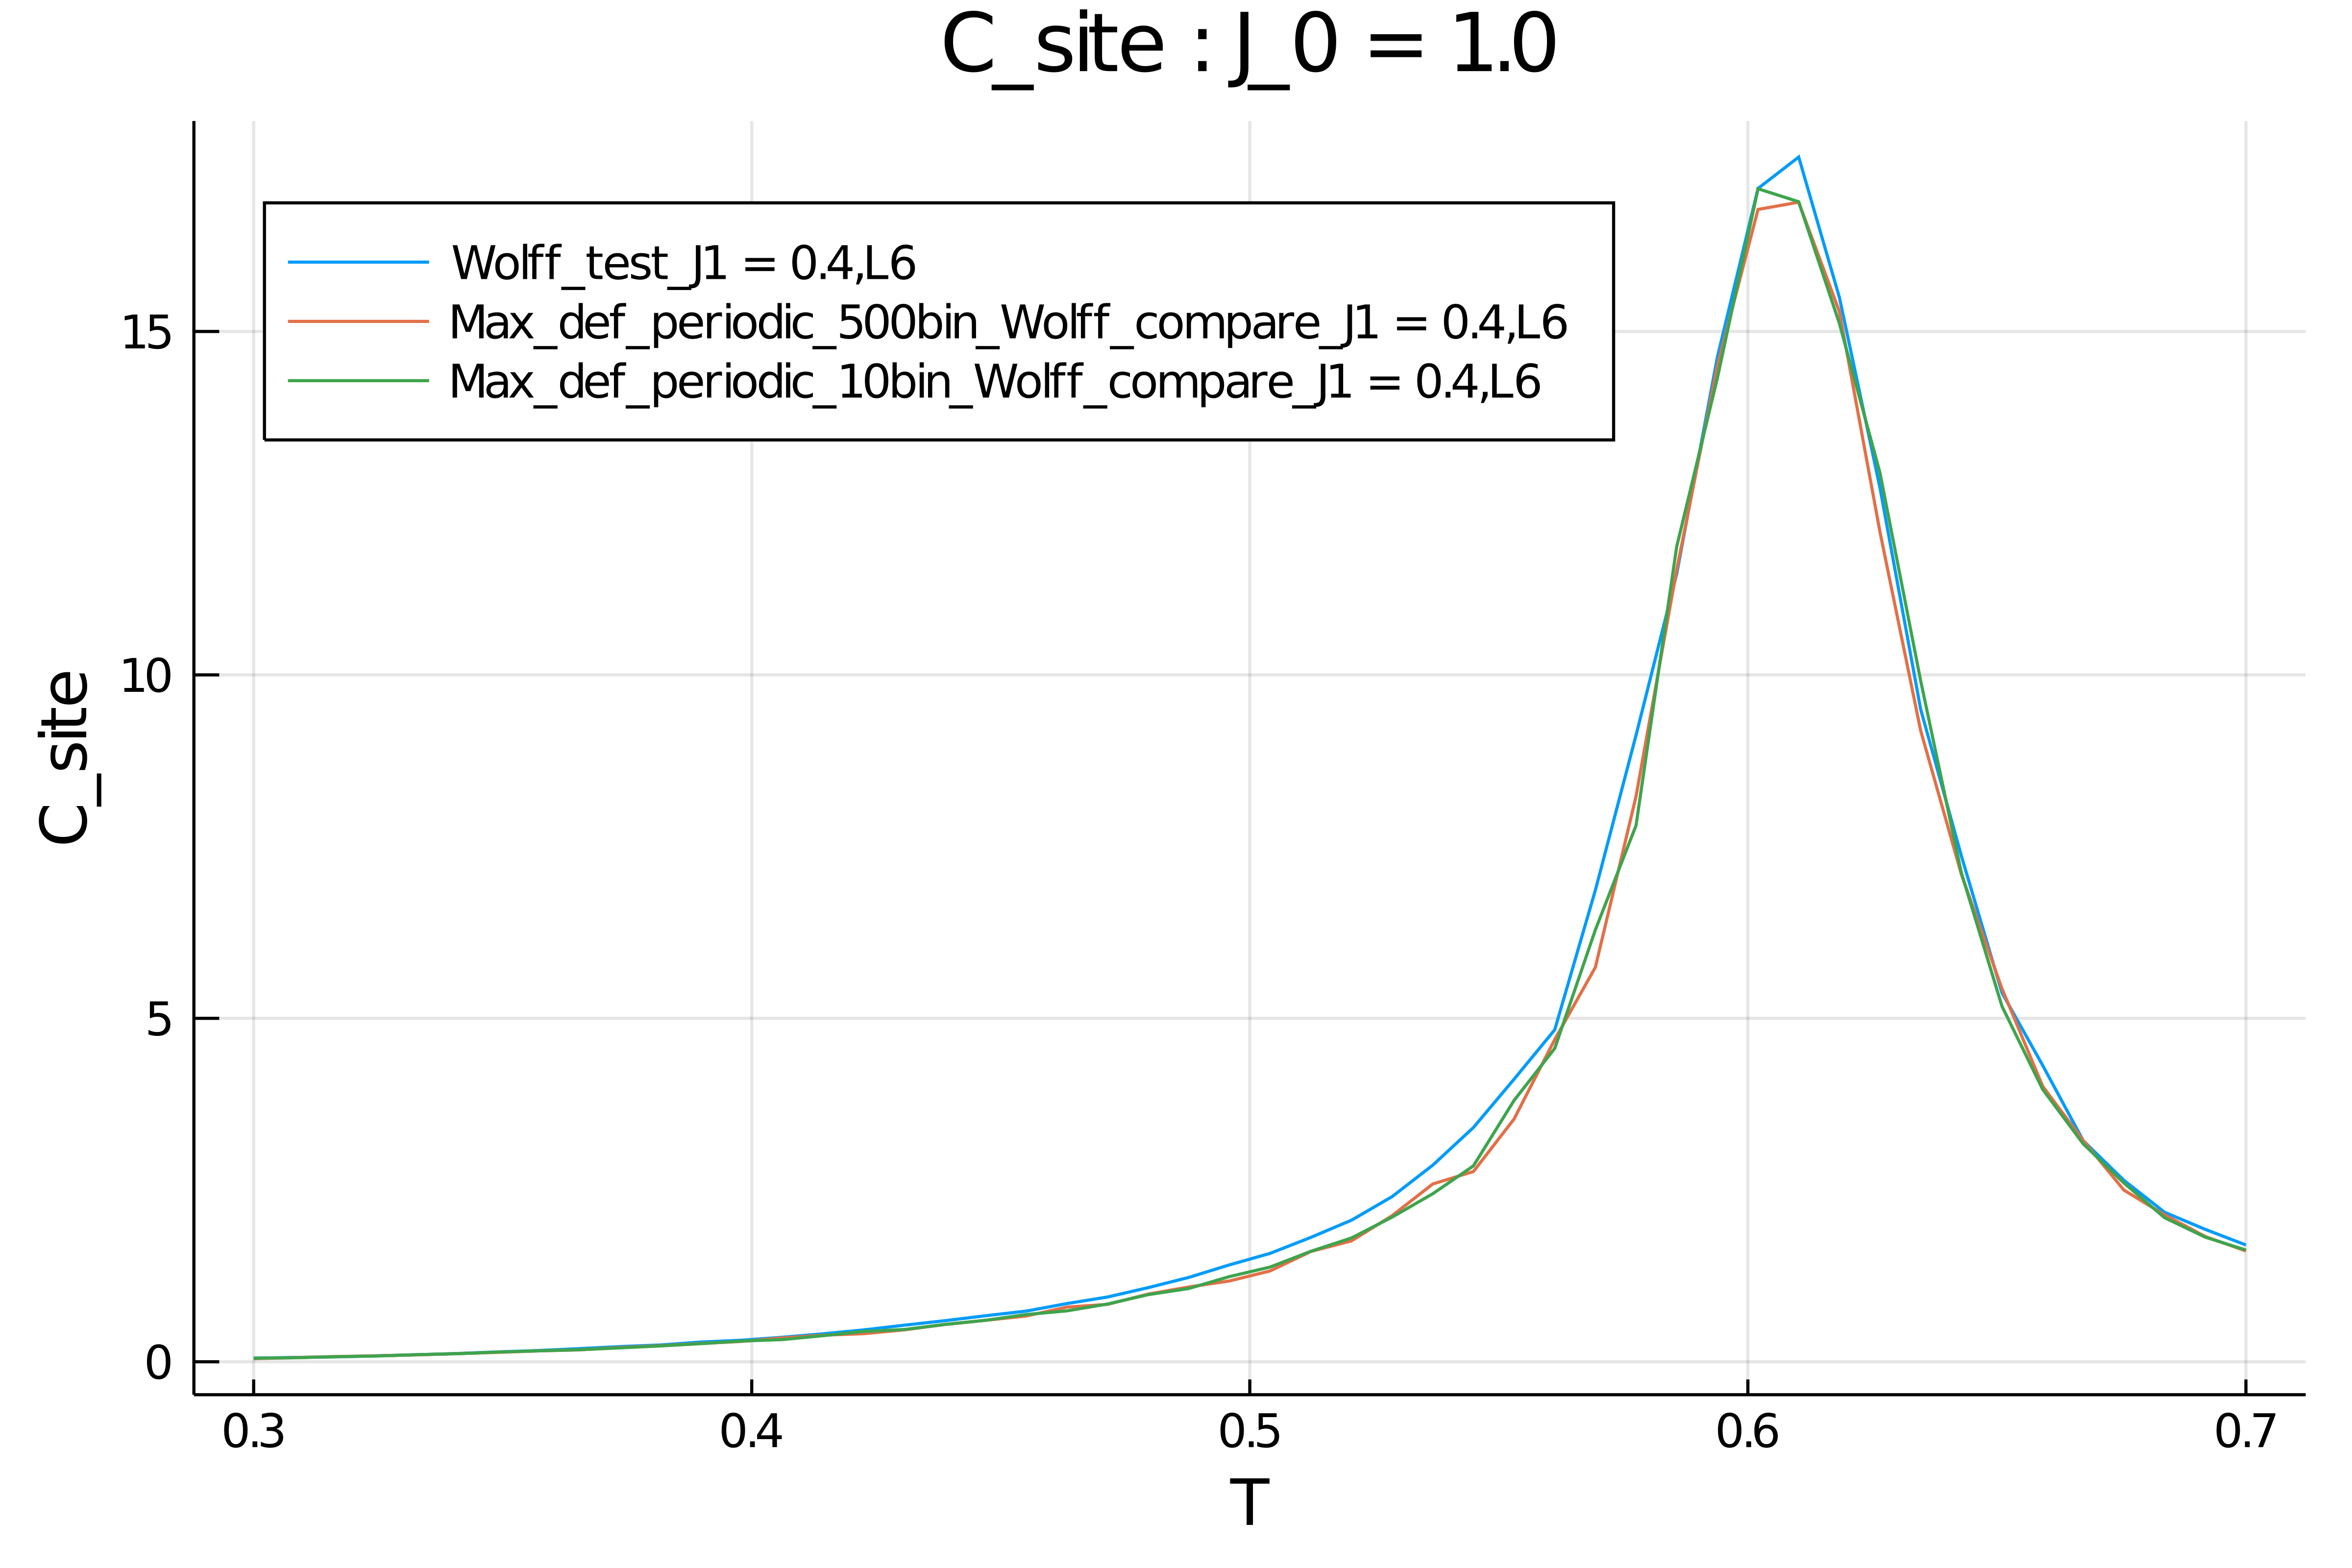 C_site : J_0 = 1.0
Wolff_test_J1 = 0.4,L6
Max_def_periodic_500bin_Wolff_compare_J1 = 0.4,L6
Max_def_periodic_10bin_Wolff_compare_J1 = 0.4,L6
C_site
15
10
5
0
0.3 0.4 0.5 0.6 0.7
T